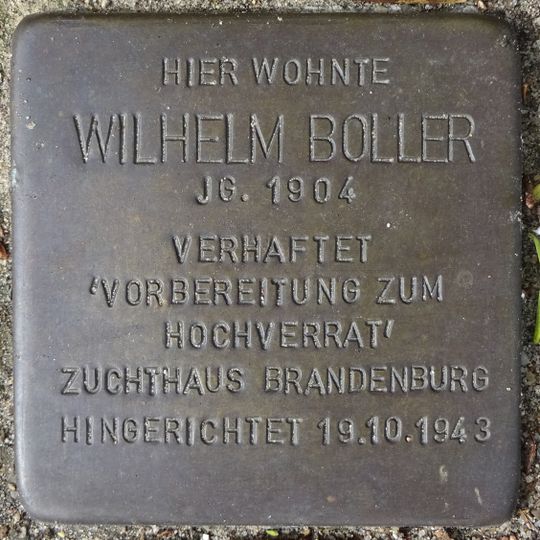 HIER WOHNTE
WILHELM BOLLER
JG. 1904
VERHAFTET
'VORBEREITUNG ZUM
HOCHVERRAT'
ZUCHTHAUS BRANDENBURG
HINGERICHTET 19.10.1943